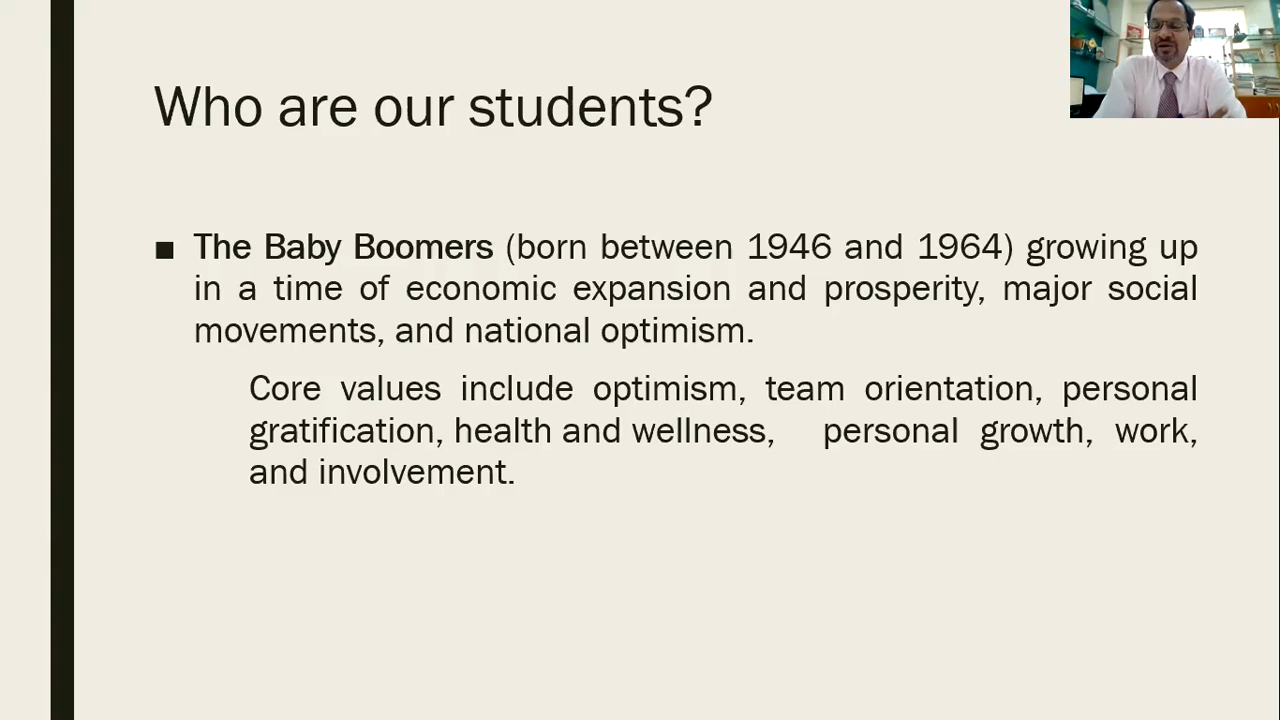 Who are our students?
■ The Baby Boomers (born between 1946 and 1964) growing up
in a time of economic expansion and prosperity, major social
movements, and national optimism.
Core values include optimism, team orientation, personal
gratification, health and wellness, personal growth, work,
and involvement.